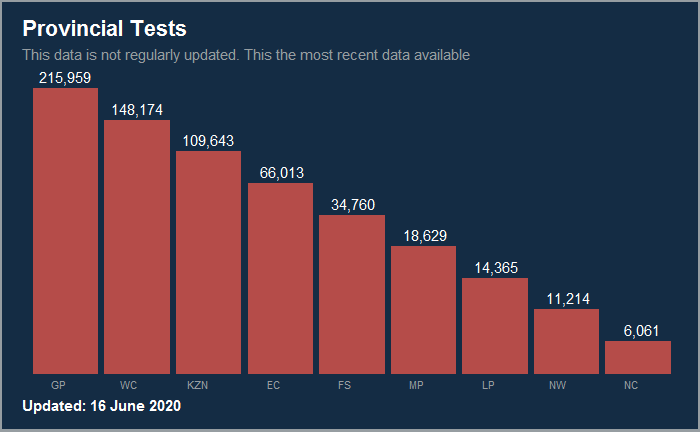 Provincial Tests
This data is not regularly updated. This the most recent data available
215,959
148,174
109,643
66,013
34,760
18,629
14,365
11,214
6,061
GP WC KZN EC FS MP LP NW NC
Updated: 16 June 2020